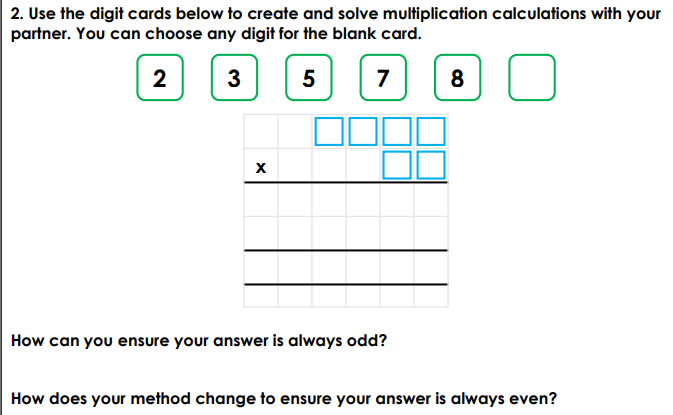 2. Use the digit cards below to create and solve multiplication calculations with your
partner. You can choose any digit for the blank card.
2 3 5 7 8
x
How can you ensure your answer is always odd?
How does your method change to ensure your answer is always even?